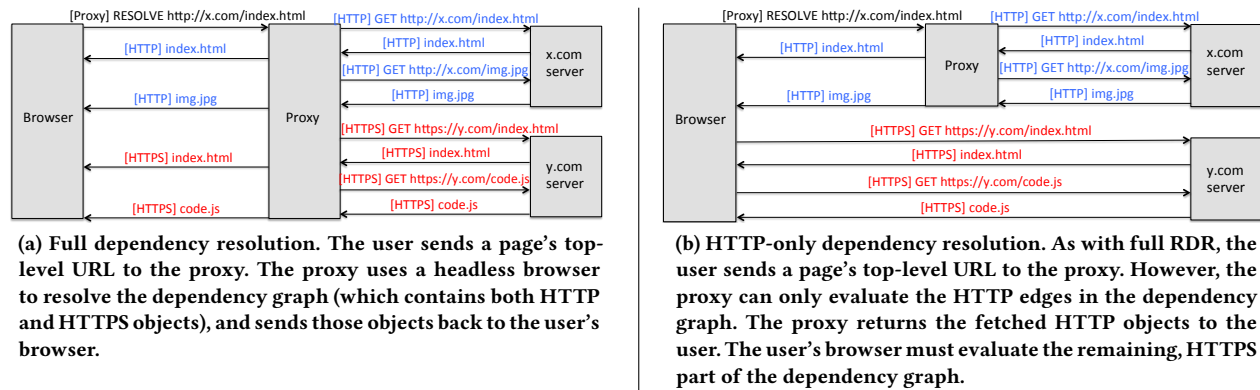 [Proxy] RESOLVE http://x.com/index.html
[HTTP] GET http://x.com/index.html
[HTTP] index.html
[HTTP] index.html
[HTTP] GET http://x.com/img.jpg
[HTTP] img.jpg
[HTTP] img.jpg
x.com
server
Browser
Proxy
[HTTPS] GET https://y.com/index.html
[HTTPS] index.html
[HTTPS] index.html
[HTTPS] GET https://y.com/code.js
[HTTPS] code.js
[HTTPS] code.js
y.com
server
(a) Full dependency resolution. The user sends a page's top-
level URL to the proxy. The proxy uses a headless browser
to resolve the dependency graph (which contains both HTTP
and HTTPS objects), and sends those objects back to the user's
browser.
[Proxy] RESOLVE http://x.com/index.html
[HTTP] GET http://x.com/index.html
[HTTP] index.html
[HTTP] index.html
[HTTP] GET http://x.com/img.jpg
[HTTP] img.jpg
[HTTP] img.jpg
Proxy
x.com
server
Browser
[HTTPS] GET https://y.com/index.html
[HTTPS] index.html
[HTTPS] GET https://y.com/code.js
[HTTPS] code.js
y.com
server
(b) HTTP-only dependency resolution. As with full RDR, the
user sends a page's top-level URL to the proxy. However, the
proxy can only evaluate the HTTP edges in the dependency
graph. The proxy returns the fetched HTTP objects to the
user. The user's browser must evaluate the remaining, HTTPS
part of the dependency graph.